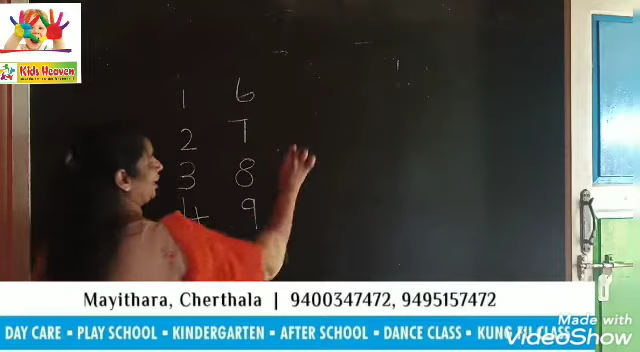 Kids Heaven
1 6
2 7
3 8
4 9
Mayithara, Cherthala | 9400347472, 9495157472
DAY CARE ▪ PLAY SCHOOL ▪ KINDERGARTEN ▪ AFTER SCHOOL ▪ DANCE CLASS ▪ KUNG FU CLASS
Made with
VideoShow